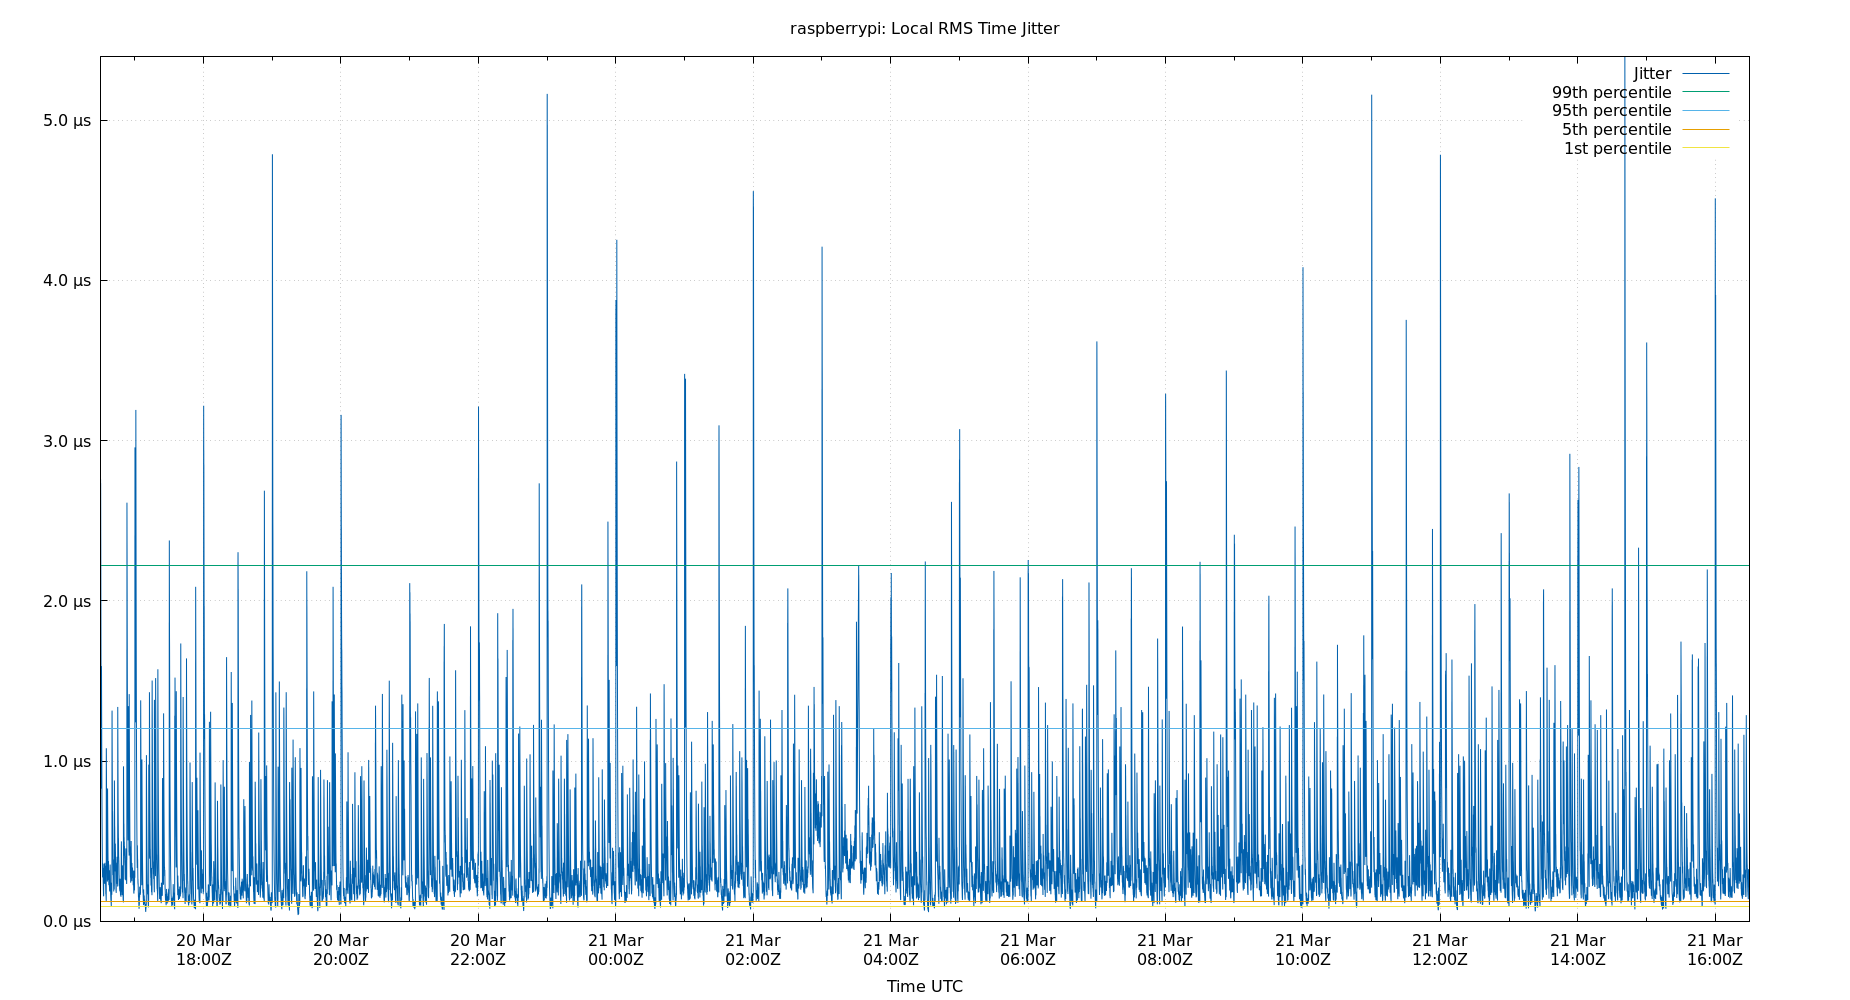 raspberrypi: Local RMS Time Jitter
Jitter
99th percentile
95th percentile
5th percentile
1st percentile
5.0 µs
4.0 µs
3.0 µs
2.0 µs
1.0 µs
0.0 µs
20 Mar 20 Mar 20 Mar 21 Mar 21 Mar 21 Mar 21 Mar 21 Mar 21 Mar 21 Mar 21 Mar 21 Mar
18:00Z 20:00Z 22:00Z 00:00Z 02:00Z 04:00Z 06:00Z 08:00Z 10:00Z 12:00Z 14:00Z 16:00Z
Time UTC